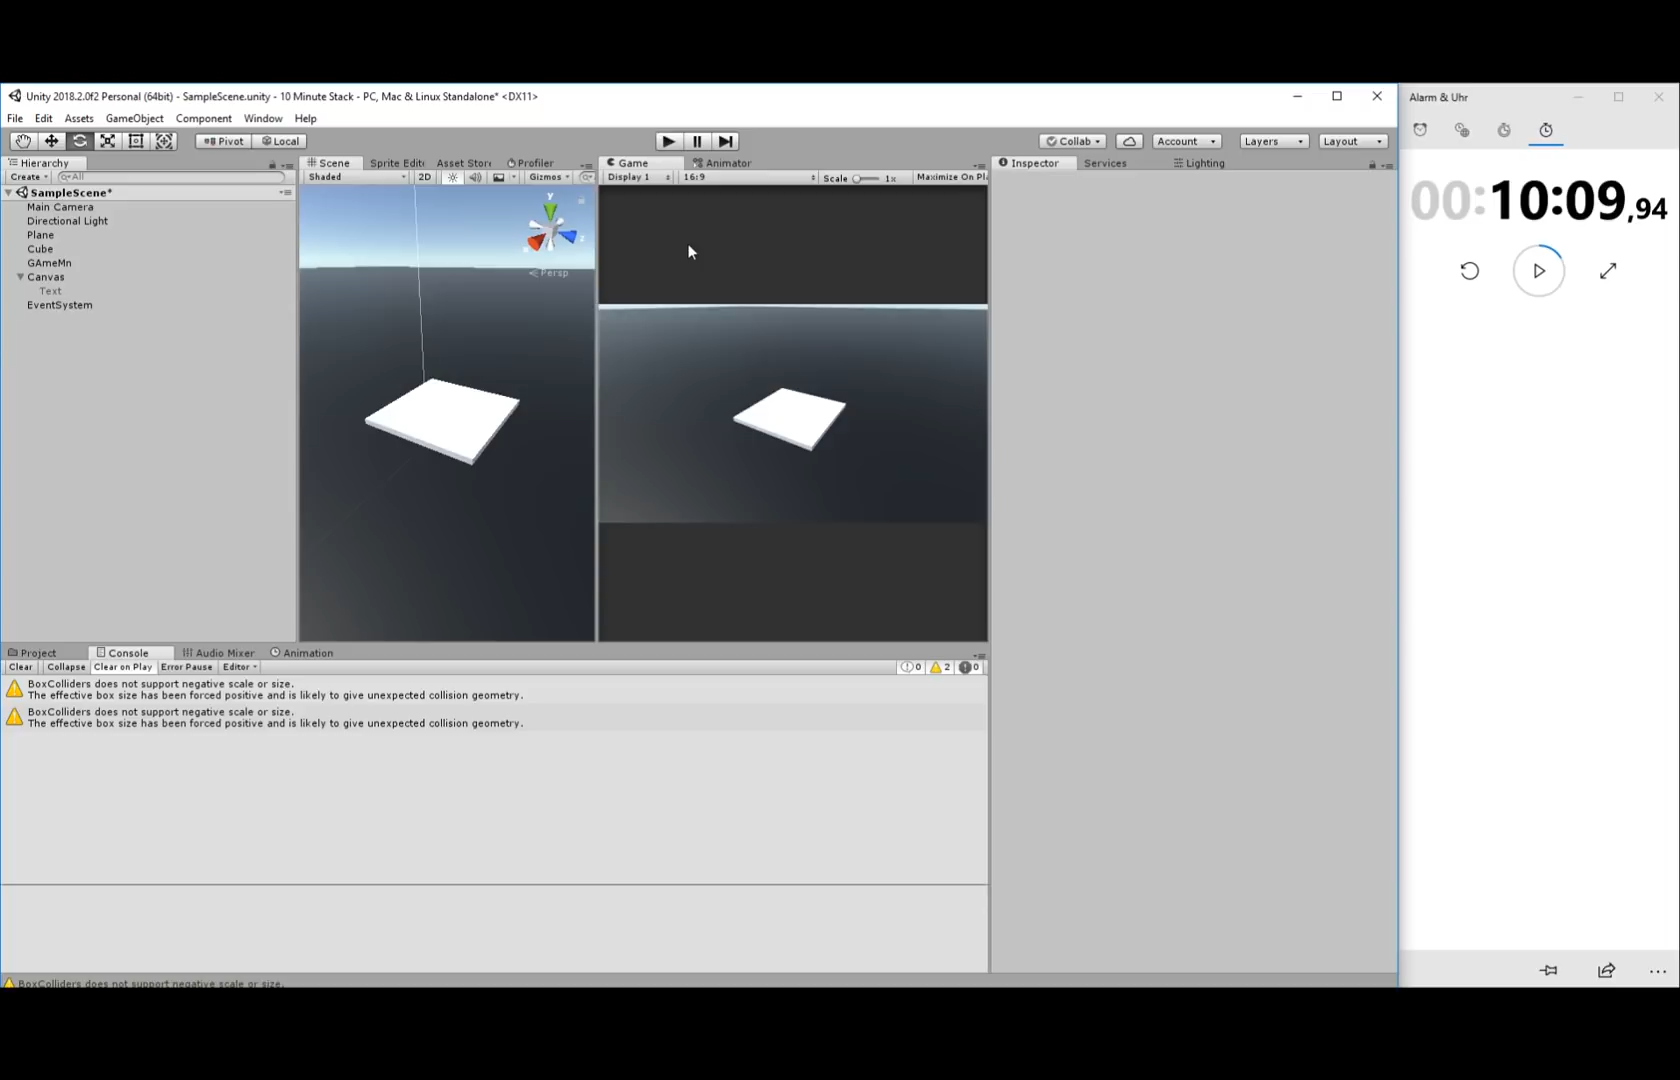 Unity 2018.2.0f2 Personal (64bit) - SampleScene.unity - 10 Minute Stack - PC, Mac & Linux Standalone* <DX11>
File Edit Assets GameObject Component Window Help
Pivot Local
Collab Account Layers Layout
Hierarchy
Create All
SampleScene*
Main Camera
Directional Light
Plane
Cube
GAmeMn
Canvas
Text
EventSystem
Scene Sprite Edit Asset Stor Profiler
Shaded 2D Gizmos
y
z
Persp
Game Animator
Display 1 16:9 Scale 1x Maximize On Pl
Inspector Services Lighting
Project Console Audio Mixer Animation
Clear Collapse Clear on Play Error Pause Editor 0 2 0
BoxColliders does not support negative scale or size.
The effective box size has been forced positive and is likely to give unexpected collision geometry.
BoxColliders does not support negative scale or size.
The effective box size has been forced positive and is likely to give unexpected collision geometry.
BoxColliders does not support negative scale or size.
Alarm & Uhr
00:10:09,94